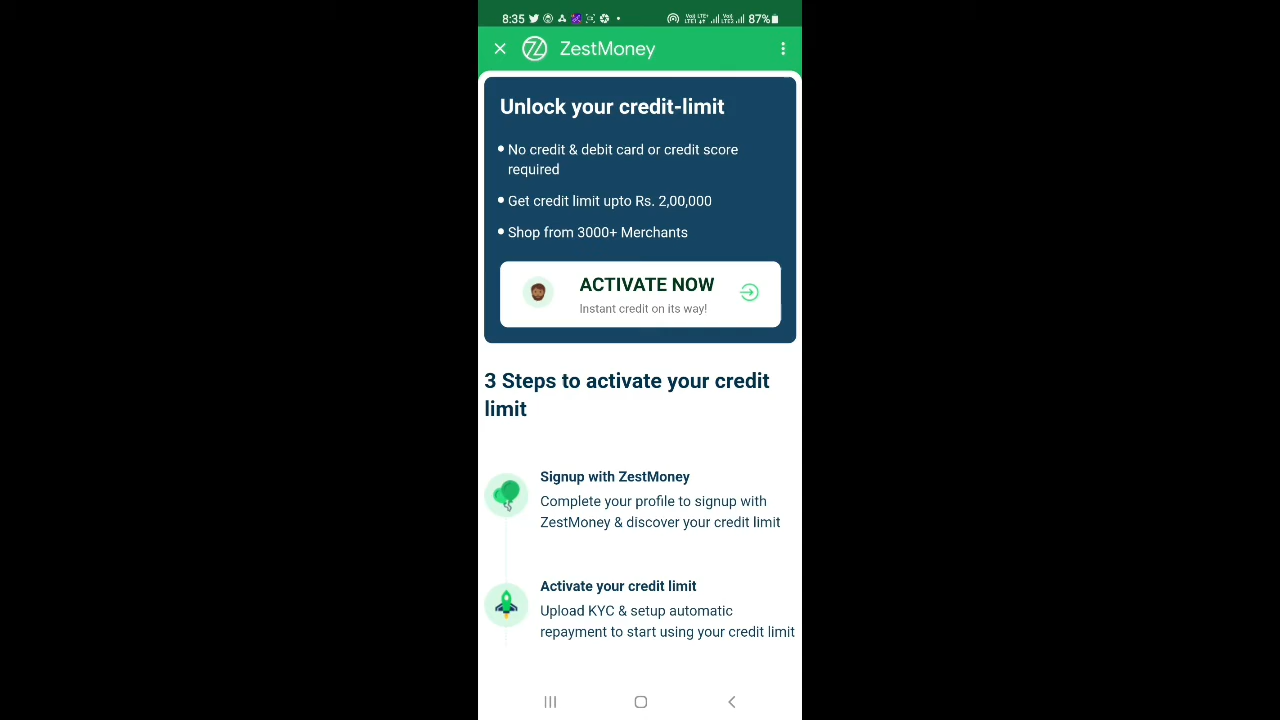 8:35
87%
ZestMoney
Unlock your credit-limit
No credit & debit card or credit score
required
Get credit limit upto Rs. 2,00,000
Shop from 3000+ Merchants
ACTIVATE NOW
Instant credit on its way!
3 Steps to activate your credit
limit
Signup with ZestMoney
Complete your profile to signup with
ZestMoney & discover your credit limit
Activate your credit limit
Upload KYC & setup automatic
repayment to start using your credit limit